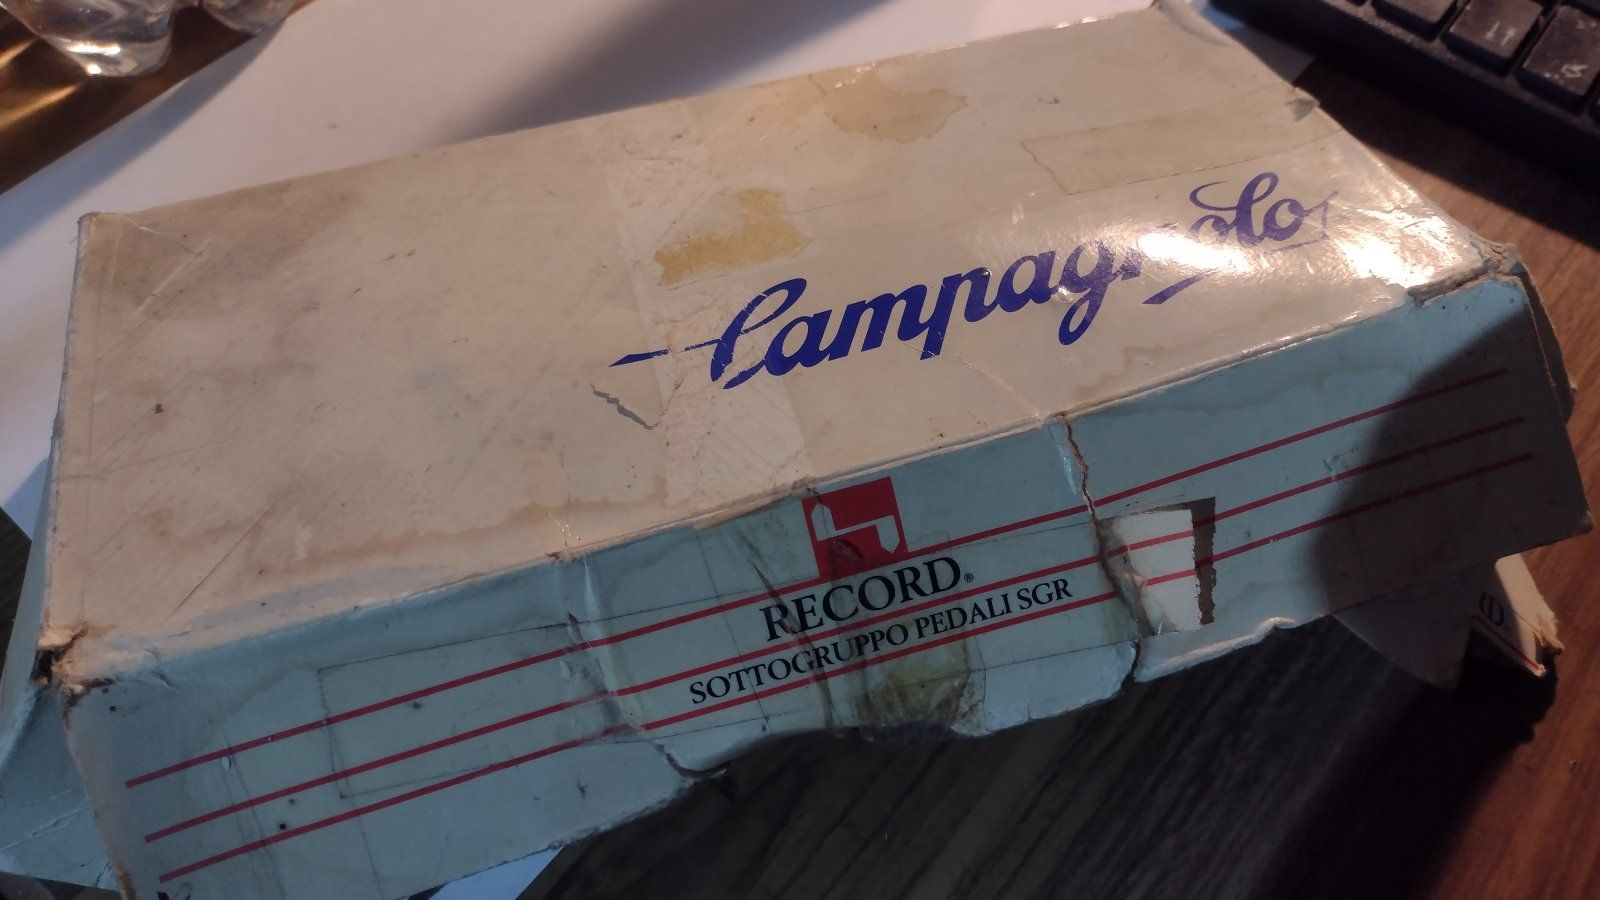 Campagnolo
RECORD®
SOTTOGRUPPO PEDALI SGR